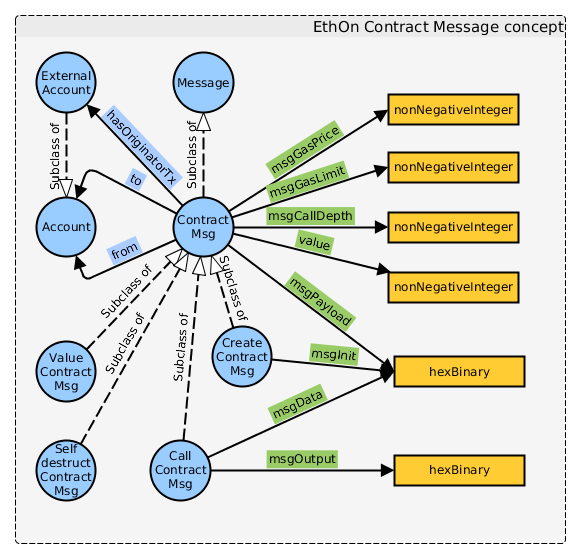 EthOn Contract Message concept
External
Account
Message
nonNegativeInteger
hasOriginatorTx
Subclass of
Subclass of
msgGasPrice
nonNegativeInteger
msgGasLimit
to
Account
Contract
Msg
msgCallDepth
nonNegativeInteger
from
value
nonNegativeInteger
Subclass of
Subclass of
Subclass of
Subclass of
msgPayload
Value
Contract
Msg
Create
Contract
Msg
msgInit
hexBinary
msgData
Self
destruct
Contract
Msg
Call
Contract
Msg
msgOutput
hexBinary